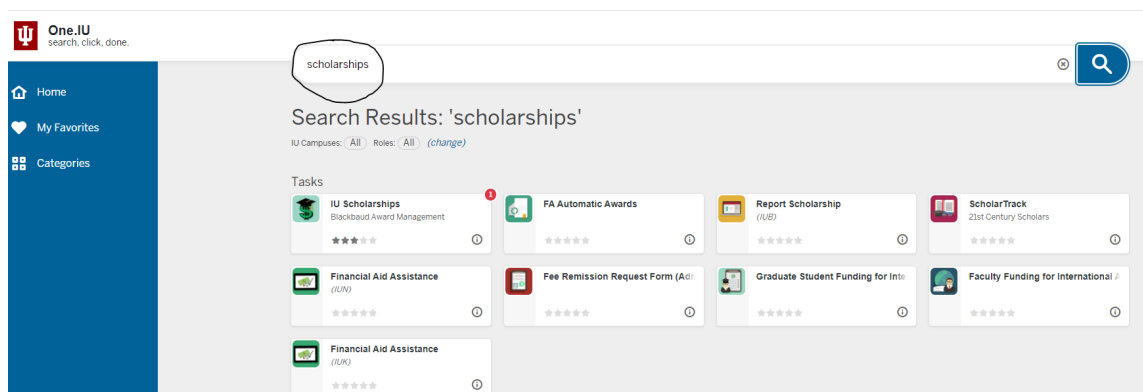 One.IU
search, click, done.
scholarships
Home
My Favorites
Categories
Search Results: 'scholarships'
IU Campuses: All Roles: All (change)
Tasks
IU Scholarships
Blackbaud Award Management
1
FA Automatic Awards
Report Scholarship
(IUB)
ScholarTrack
21st Century Scholars
Financial Aid Assistance
(IUN)
Fee Remission Request Form (Adn
Graduate Student Funding for Inte
Faculty Funding for International A
Financial Aid Assistance
(IUK)